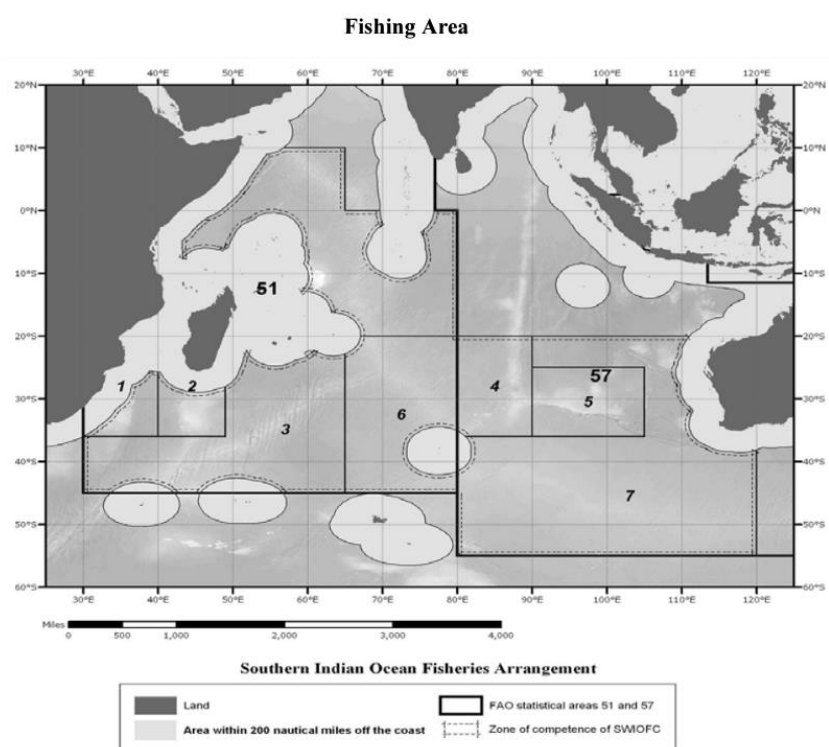 Fishing Area
30°E 40°E 50°E 60°E 70°E 80°E 90°E 100°E 110°E 120°E
20°N 20°N
10°N 10°N
0°N 0°N
10°S 10°S
51
20°S 20°S
1 2 4 57
30°S 5 30°S
3 6
40°S 40°S
7
50°S 50°S
60°S 60°S
30°E 40°E 50°E 60°E 70°E 80°E 90°E 100°E 110°E 120°E
Miles
0 500 1,000 2,000 3,000 4,000
Southern Indian Ocean Fisheries Arrangement
Land FAO statistical areas 51 and 57
Area within 200 nautical miles off the coast Zone of competence of SWIOFC